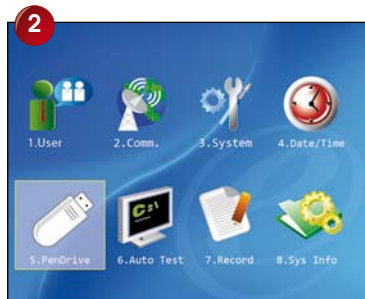 2
1.User
2.Comm.
3.System
4.Date/Time
C:\
5.PenDrive
6.Auto Test
7.Record
8.Sys Info